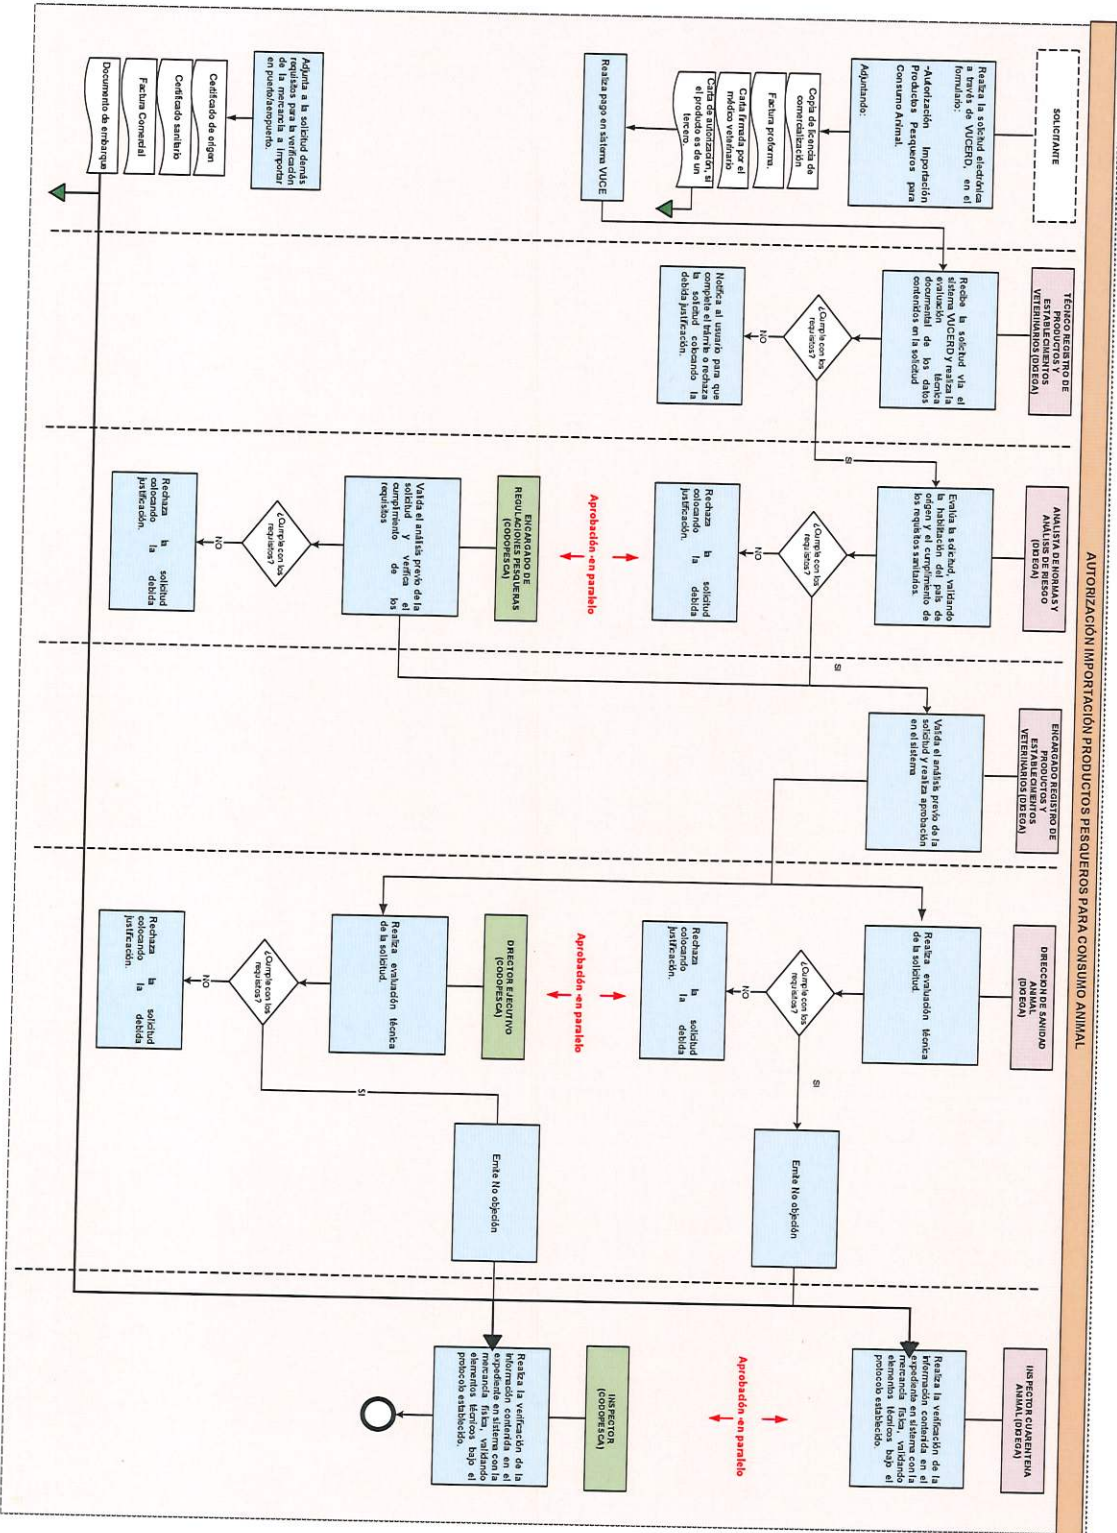 AUTORIZACIÓN IMPORTACIÓN PRODUCTOS PESQUEROS PARA CONSUMO ANIMAL
SOLICITANTE
Realiza la solicitud electrónica
a través de VUCERD, en el
formulario:
-Autorización Importación
Productos Pesqueros para
Consumo Animal.
Adjuntando:
Copia de licencia de
comercialización
Factura proforma.
Carta firmada por el
médico veterinario
Carta de autorización, si
el producto es de un
tercero.
Realiza pago en sistema VUCE
Adjunta a la solicitud demás
requisitos para la verificación
de la mercancía a importar
en puerto/aeropuerto.
Certificado de origen
Certificado sanitario
Factura Comercial
Documento de embarque
TÉCNICO REGISTRO DE
PRODUCTOS Y
ESTABLECIMIENTOS
VETERINARIOS (DIGEGA)
Recibe la solicitud vía el
sistema VUCERD y realiza la
evaluación técnica
documental de los datos
contenidos en la solicitud
¿Cumple con los
requisitos?
NO
SI
Notifica al usuario para que
complete el trámite o rechaza
la solicitud colocando la
debida justificación.
ANALISTA DE NORMAS Y
ANÁLISIS DE RIESGO
(DIGEGA)
Evalúa la solicitud, validando
la habilitación del país de
origen y el cumplimiento de
los requisitos sanitarios.
¿Cumple con los
requisitos?
NO
SI
Rechaza la solicitud
colocando la debida
justificación.
Aprobación -en paralelo
ENCARGADO DE
REGULACIONES PESQUERAS
(CODOPESCA)
Valida el análisis previo de la
solicitud y verifica el
cumplimiento de los
requisitos
¿Cumple con los
requisitos?
NO
Rechaza la solicitud
colocando la debida
justificación.
ENCARGADO REGISTRO DE
PRODUCTOS Y
ESTABLECIMIENTOS
VETERINARIOS (DIGEGA)
Valida el análisis previo de la
solicitud y realiza aprobación
en el sistema
DIRECCION DE SANIDAD
ANIMAL
(DIGEGA)
Realiza evaluación técnica
de la solicitud.
¿Cumple con los
requisitos?
NO
SI
Rechaza la solicitud
colocando la debida
justificación.
Emite No objeción
Aprobación -en paralelo
DIRECTOR EJECUTIVO
(CODOPESCA)
Realiza evaluación técnica
de la solicitud.
¿Cumple con los
requisitos?
NO
SI
Rechaza la solicitud
colocando la debida
justificación.
Emite No objeción
INSPECTOR CUARENTENA
ANIMAL (DIGEGA)
Realiza la verificación de la
información contenida en el
expediente en sistema con la
mercancía física, validando
elementos técnicos bajo el
protocolo establecido.
Aprobación -en paralelo
INSPECTOR
(CODOPESCA)
Realiza la verificación de la
información contenida en el
expediente en sistema con la
mercancía física, validando
elementos técnicos bajo el
protocolo establecido.